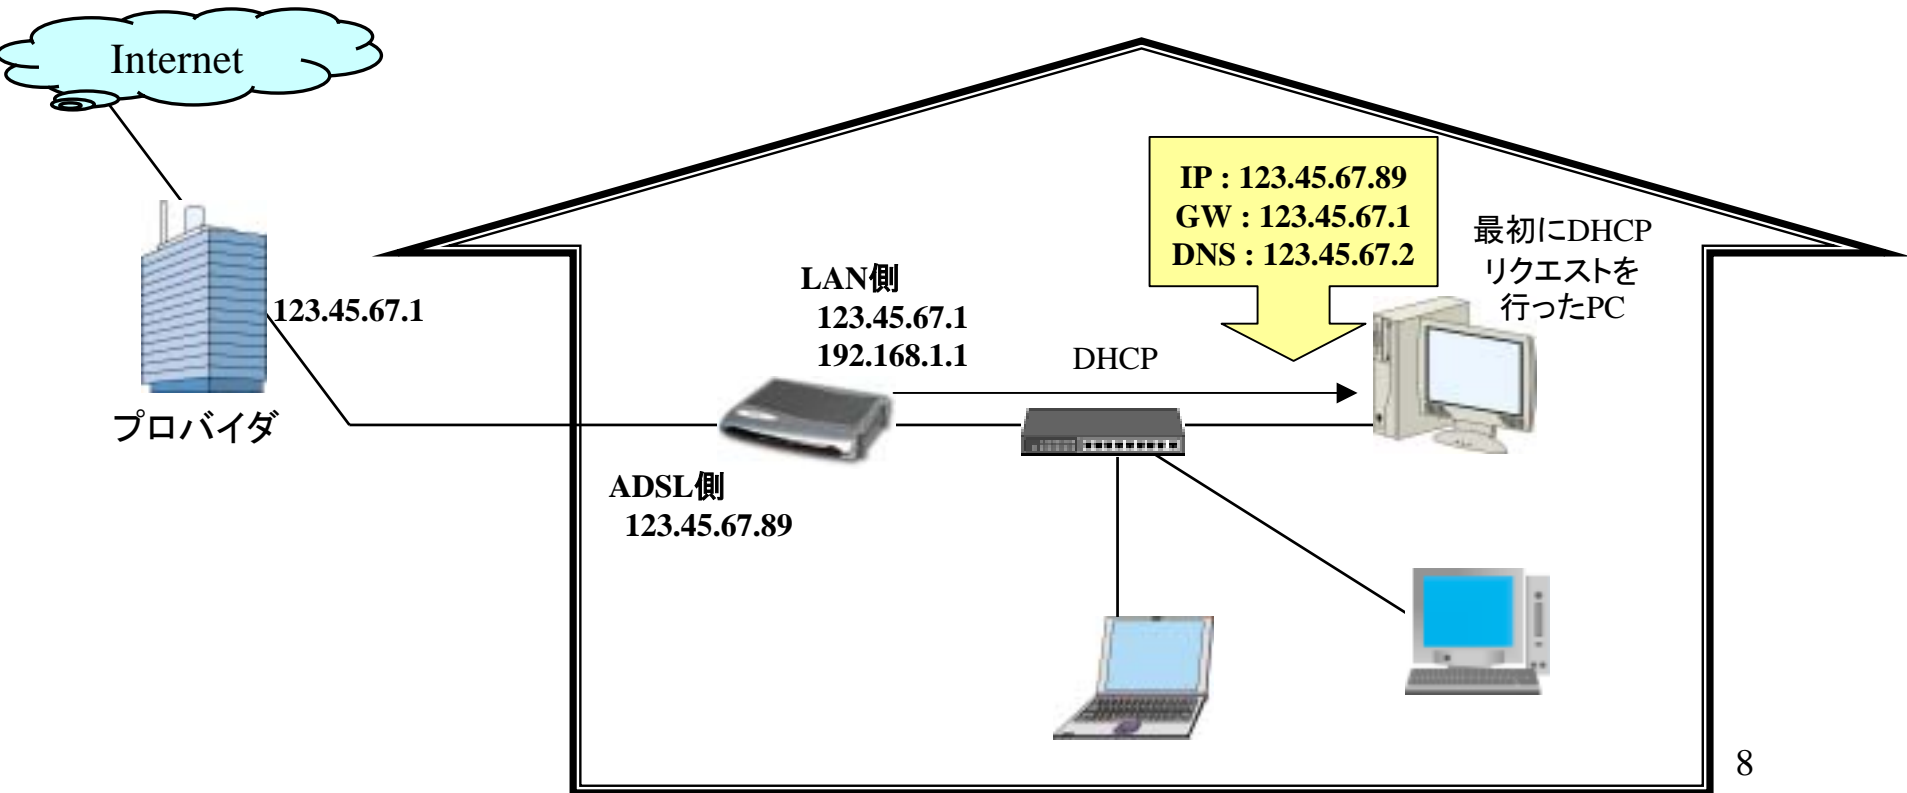 Internet
IP : 123.45.67.89
GW : 123.45.67.1
DNS : 123.45.67.2
最初にDHCP
リクエストを
行ったPC
LAN側
123.45.67.1
192.168.1.1
123.45.67.1
DHCP
プロバイダ
ADSL側
123.45.67.89
8